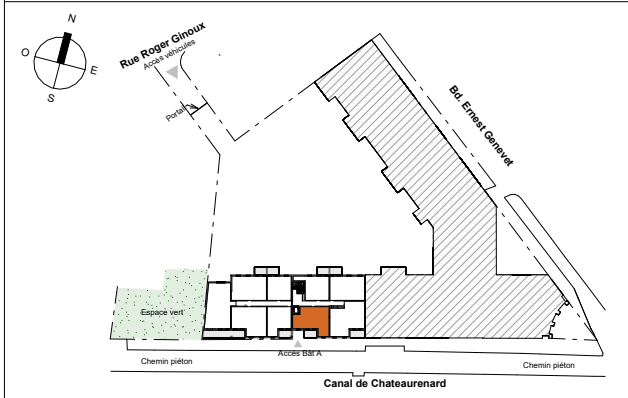 N
O
E
S
Rue Roger Ginoux
Accès véhicules
Portail
Bd. Ernest Genevet
Espace vert
Accès Bât A
Chemin piéton
Chemin piéton
Canal de Chateaurenard